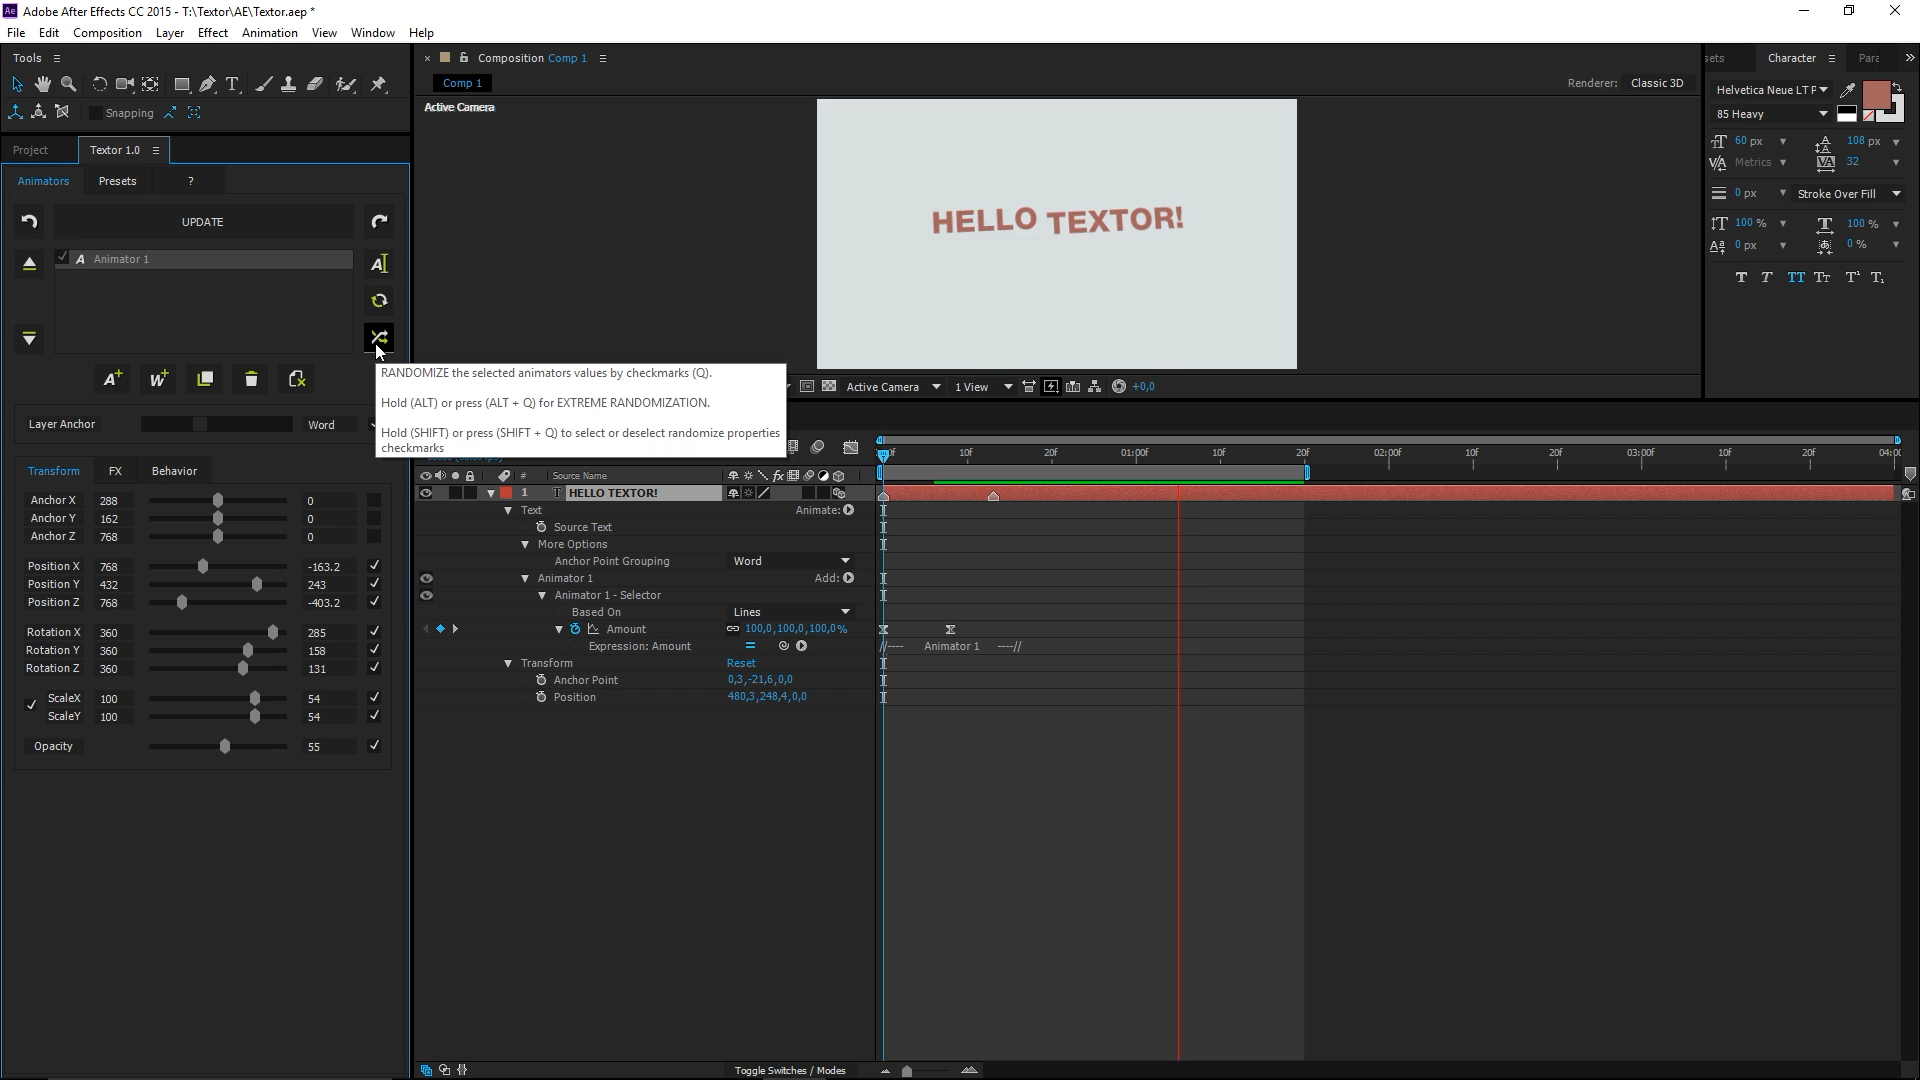 Ae Adobe After Effects CC 2015 - T:\Textor\AE\Textor.aep *
File Edit Composition Layer Effect Animation View Window Help
Tools
Snapping
Project Textor 1.0
Animators Presets ?
UPDATE
A Animator 1
A
A+ W+
Layer Anchor Word
Transform FX Behavior
Anchor X 288 0
Anchor Y 162 0
Anchor Z 768 0
Position X 768 -163.2
Position Y 432 243
Position Z 768 -403.2
Rotation X 360 285
Rotation Y 360 158
Rotation Z 360 131
ScaleX 100 54
ScaleY 100 54
Opacity 55
RANDOMIZE the selected animators values by checkmarks (Q).
Hold (ALT) or press (ALT + Q) for EXTREME RANDOMIZATION.
Hold (SHIFT) or press (SHIFT + Q) to select or deselect randomize properties
checkmarks
Composition Comp 1
Comp 1
Renderer: Classic 3D
Active Camera
HELLO TEXTOR!
Active Camera 1 View +0,0
10f 20f 01:00f 10f 20f 02:00f 10f 20f 03:00f 10f 20f
# Source Name
1 T HELLO TEXTOR!
Text Animate:
Source Text
More Options
Anchor Point Grouping Word
Animator 1 Add:
Animator 1 - Selector
Based On Lines
Amount 100,0,100,0,100,0%
Expression: Amount //---- Animator 1 ----//
Transform Reset
Anchor Point 0,3,-21,6,0,0
Position 480,3,248,4,0,0
Toggle Switches / Modes
sets Character Para
Helvetica Neue LT P
85 Heavy
60 px 108 px
Metrics 32
0 px Stroke Over Fill
100 % 100 %
0 px 0 %
T T TT Tt T¹ T₁